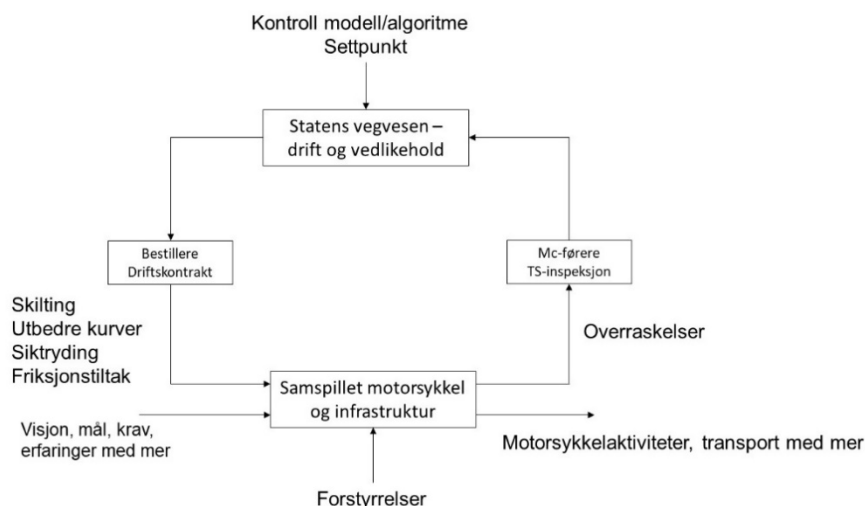 Kontroll modell/algoritme
Settpunkt
Statens vegvesen –
drift og vedlikehold
Bestillere
Driftskontrakt
Mc-førere
TS-inspeksjon
Skilting
Utbedre kurver
Siktryding
Friksjonstiltak
Overraskelser
Samspillet motorsykkel
og infrastruktur
Visjon, mål, krav,
erfaringer med mer
Motorsykkelaktiviteter, transport med mer
Forstyrrelser